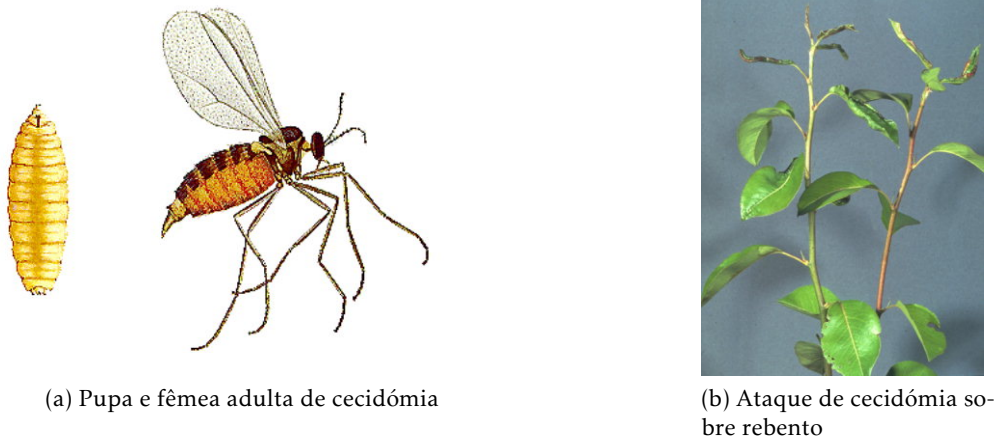 (a) Pupa e fêmea adulta de cecidómia
(b) Ataque de cecidómia so-
bre rebento